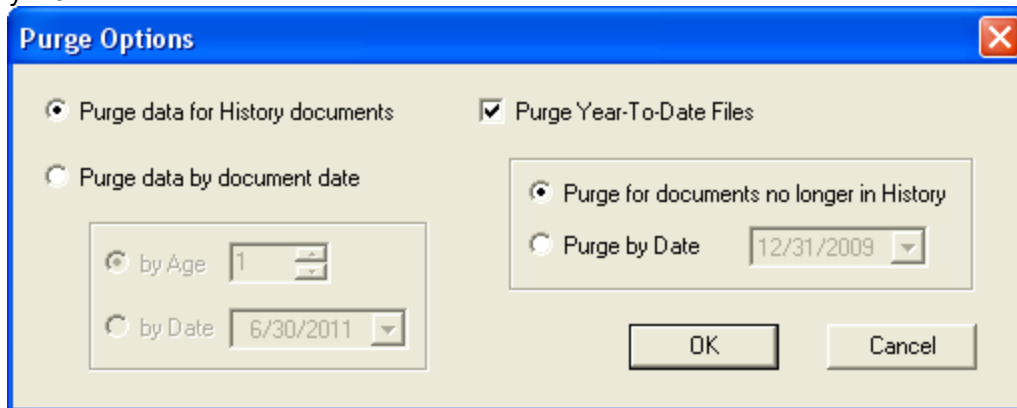 Purge Options
Purge data for History documents
Purge data by document date
by Age 1
by Date 6/30/2011
Purge Year-To-Date Files
Purge for documents no longer in History
Purge by Date 12/31/2009
OK Cancel